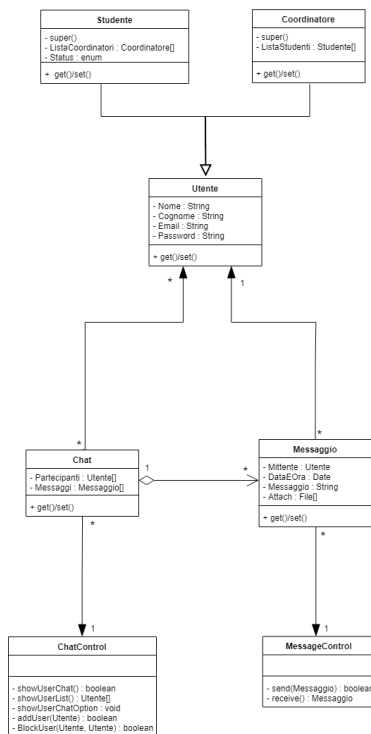 Studente
- super()
- ListaCoordinatori : Coordinatore[]
- Status : enum
+ get()/set()
Coordinatore
- super()
- ListaStudenti : Studente[]
+ get()/set()
Utente
- Nome : String
- Cognome : String
- Email : String
- Password : String
+ get()/set()
*
1
*
*
Chat
- Partecipanti : Utente[]
- Messaggi : Messaggio[]
+ get()/set()
1
*
Messaggio
- Mittente : Utente
- DataEOra : Date
- Messaggio : String
- Attach : File[]
+ get()/set()
*
*
1
1
ChatControl
- showUserChat() : boolean
- showUserList() : Utente[]
- showUserChatOption : void
- addUser(Utente) : boolean
- BlockUser(Utente, Utente) : boolean
MessageControl
- send(Messaggio) : boolean
- receive() : Messaggio